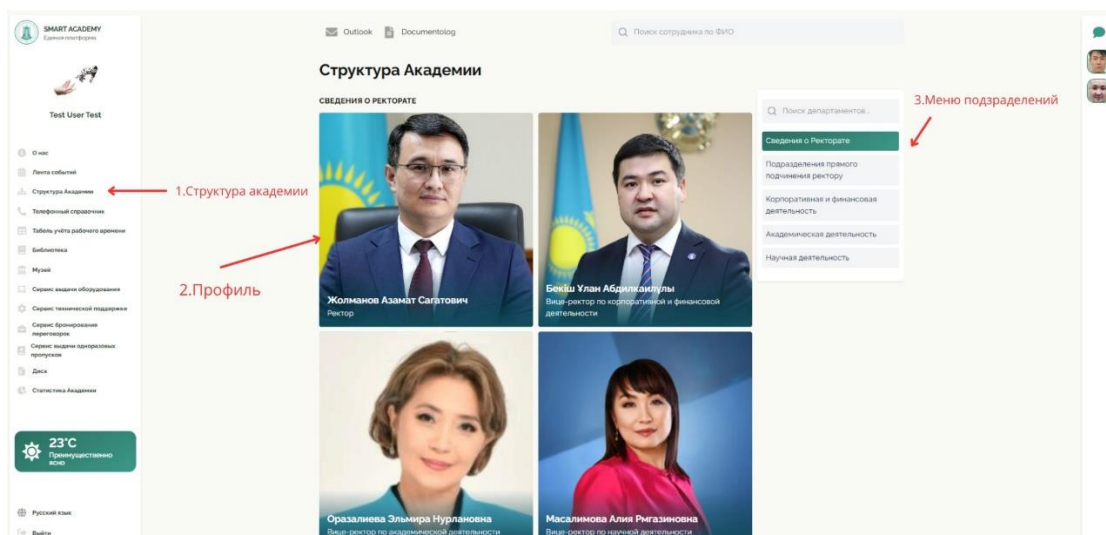 SMART ACADEMY
Единая платформа
Test User Test
О нас
Лента событий
Структура Академии
Телефонный справочник
Табель учёта рабочего времени
Библиотека
Музей
Сервис выдачи оборудования
Сервис технической поддержки
Сервис бронирование
переговорок
Сервис выдачи одноразовых
пропусков
Диск
Статистика Академии
23°C
Преимущественно
ясно
Русский язык
Выйти
Outlook
Documentolog
Поиск сотрудника по ФИО
Структура Академии
СВЕДЕНИЯ О РЕКТОРАТЕ
1.Структура академии
2.Профиль
Жолманов Азамат Сагатович
Ректор
Бекіш Ұлан Абдилкаилулы
Вице-ректор по корпоративной и финансовой
деятельности
Оразалиева Эльмира Нурлановна
Вице-ректор по академической деятельности
Масалимова Алия Рмгазиновна
Вице-ректор по научной деятельности
3.Меню подзраделений
Поиск департаментов...
Сведения о Ректорате
Подразделения прямого
подчинения ректору
Корпоративная и финансовая
деятельность
Академическая деятельность
Научная деятельность